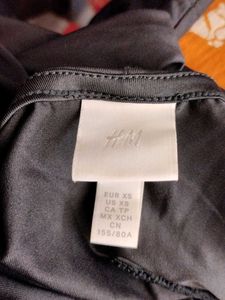 H&M
EUR XS
US XS
CA TP
MX XCH
CN
155/80A